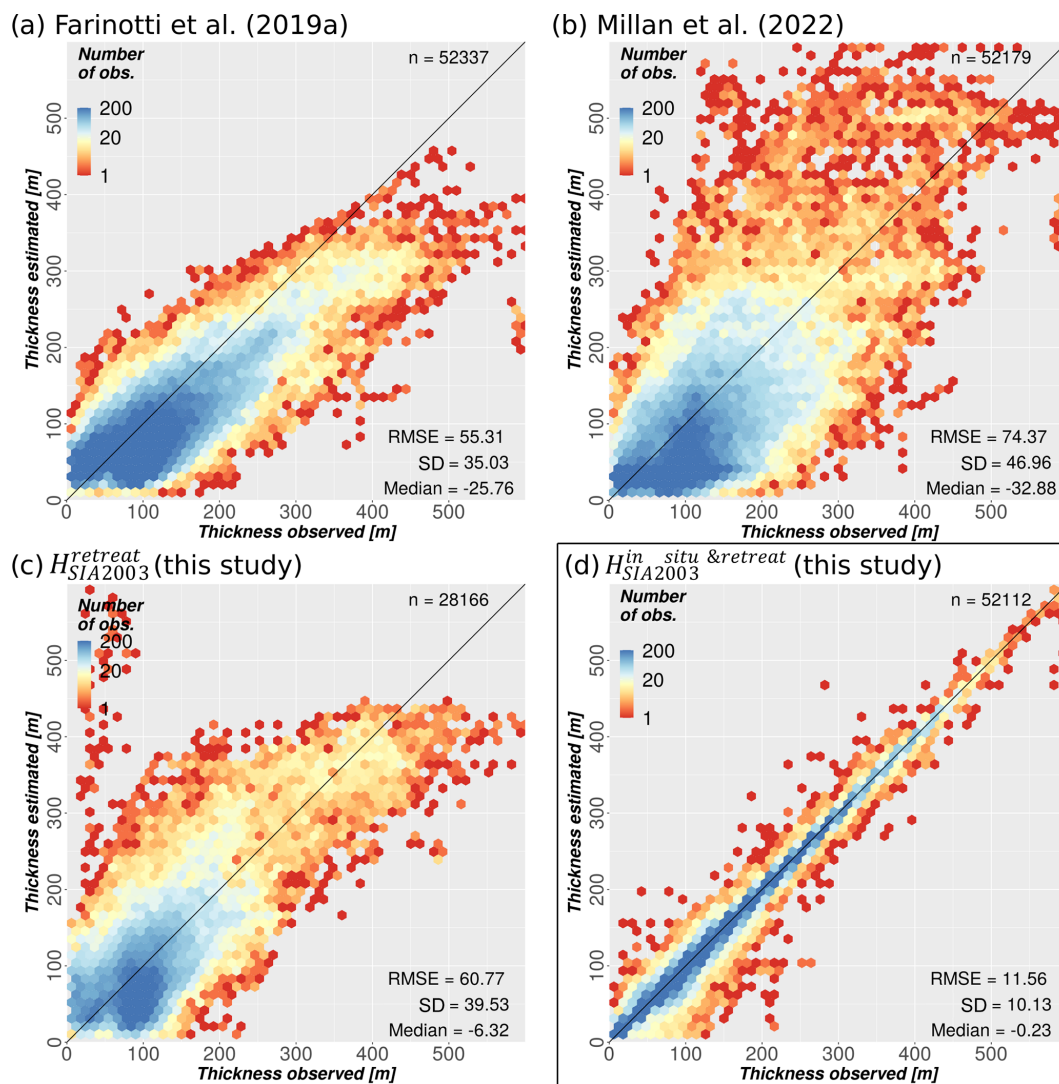 (a) Farinotti et al. (2019a)
Number
of obs.
200
20
1
n = 52337
500
400
300
200
100
0
Thickness estimated [m]
RMSE = 55.31
SD = 35.03
Median = -25.76
0 100 200 300 400 500
Thickness observed [m]
(b) Millan et al. (2022)
Number
of obs.
200
20
1
n = 52179
500
400
300
200
100
0
Thickness estimated [m]
RMSE = 74.37
SD = 46.96
Median = -32.88
0 100 200 300 400 500
Thickness observed [m]
(c) H_{SIA2003}^{retreat} (this study)
Number
of obs.
200
20
1
n = 28166
500
400
300
200
100
0
Thickness estimated [m]
RMSE = 60.77
SD = 39.53
Median = -6.32
0 100 200 300 400 500
Thickness observed [m]
(d) H_{SIA2003}^{in situ &retreat} (this study)
Number
of obs.
200
20
1
n = 52112
500
400
300
200
100
0
Thickness estimated [m]
RMSE = 11.56
SD = 10.13
Median = -0.23
0 100 200 300 400 500
Thickness observed [m]